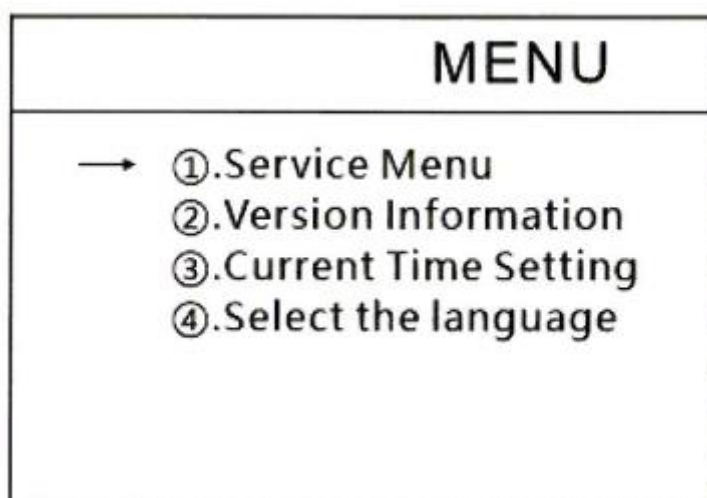 MENU
→ ①.Service Menu
②.Version Information
③.Current Time Setting
④.Select the language